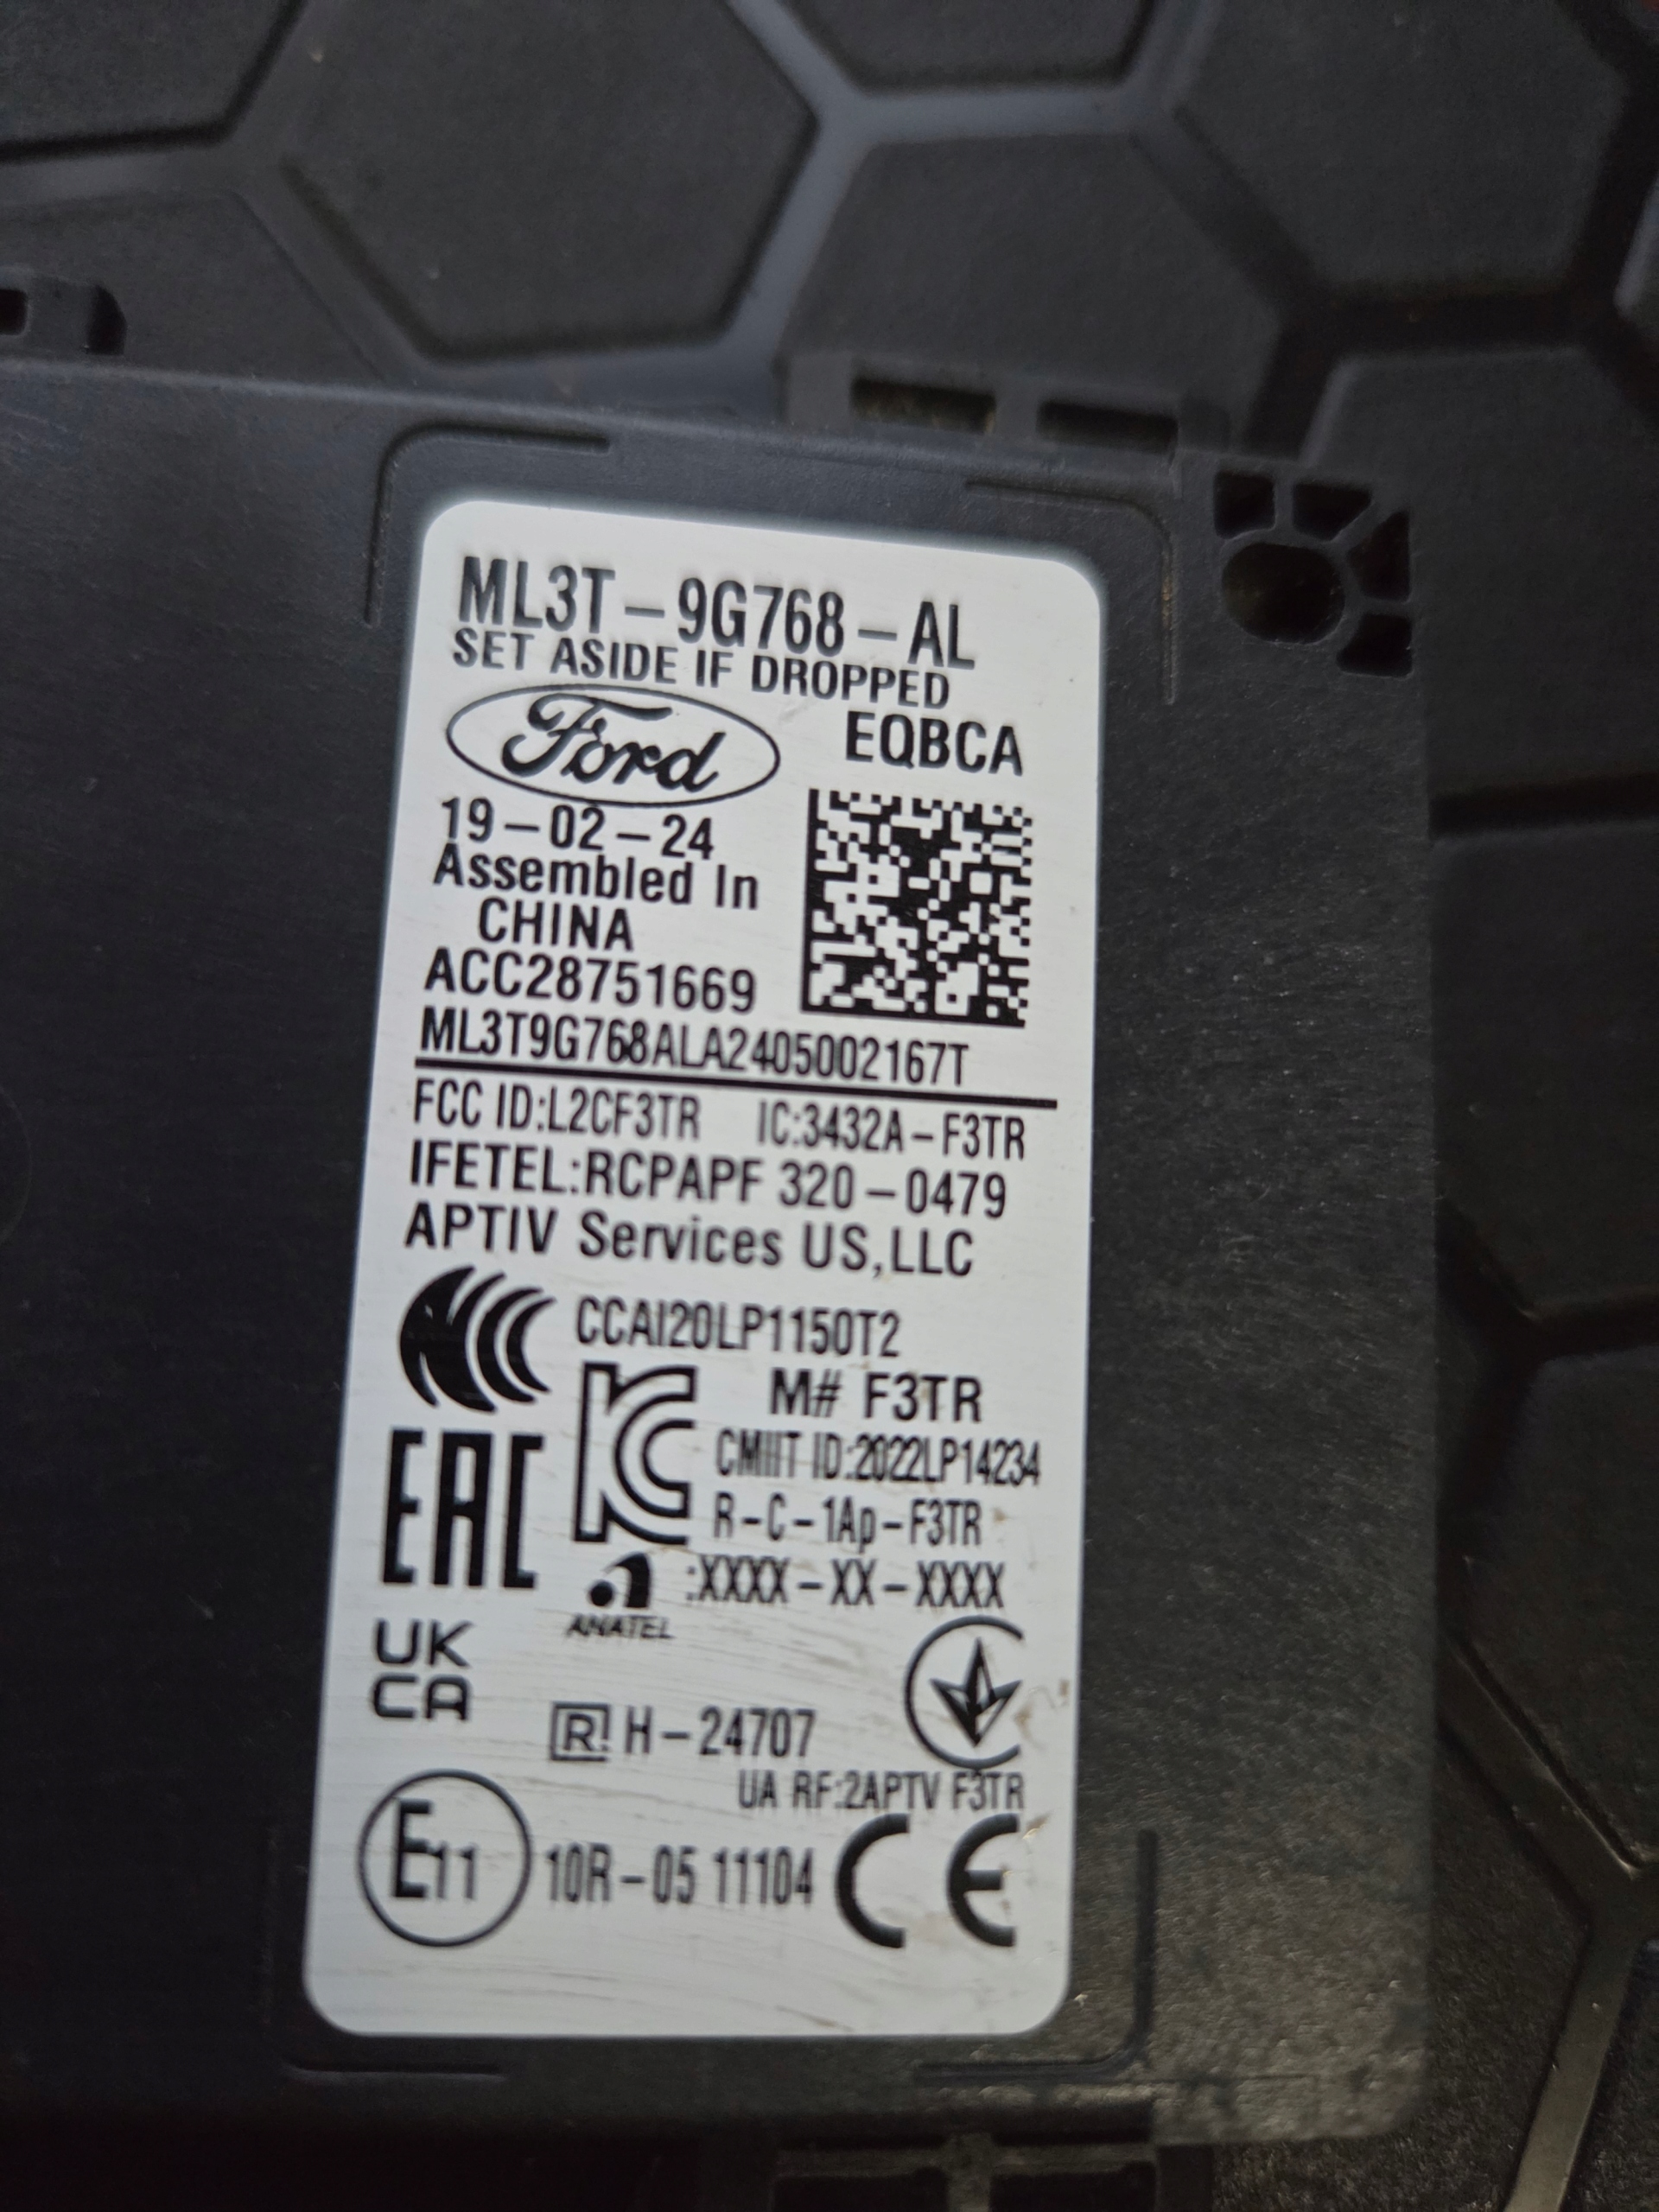 ML3T-9G768-AL
SET ASIDE IF DROPPED
Ford
EQBCA
19-02-24
Assembled In
CHINA
ACC28751669
ML3T9G768ALA2405002167T
FCC ID:L2CF3TR IC:3432A-F3TR
IFETEL:RCPAPF 320-0479
APTIV Services US,LLC
CCAI20LP1150T2
M# F3TR
CMIIT ID:2022LP14234
R-C-1Ap-F3TR
:XXXX-XX-XXXX
KC
EAC
ANATEL
UK
CA
R H-24707
UA RF:2APTV F3TR
E11 10R-05 11104 CE